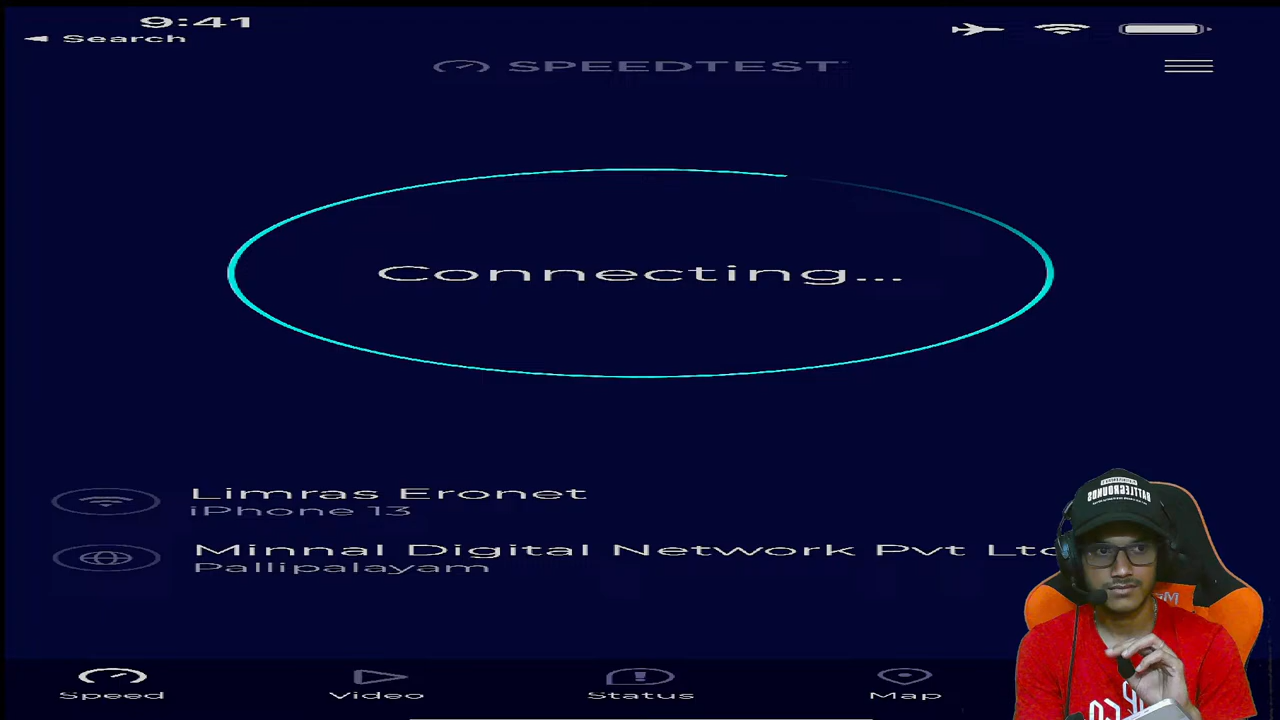 9:41
Search
SPEEDTEST
Connecting...
Limras Eronet
iPhone 13
Minnal Digital Network Pvt Ltd
Pallipalayam
Speed
Video
Status
Map
BATTLEGROUNDS